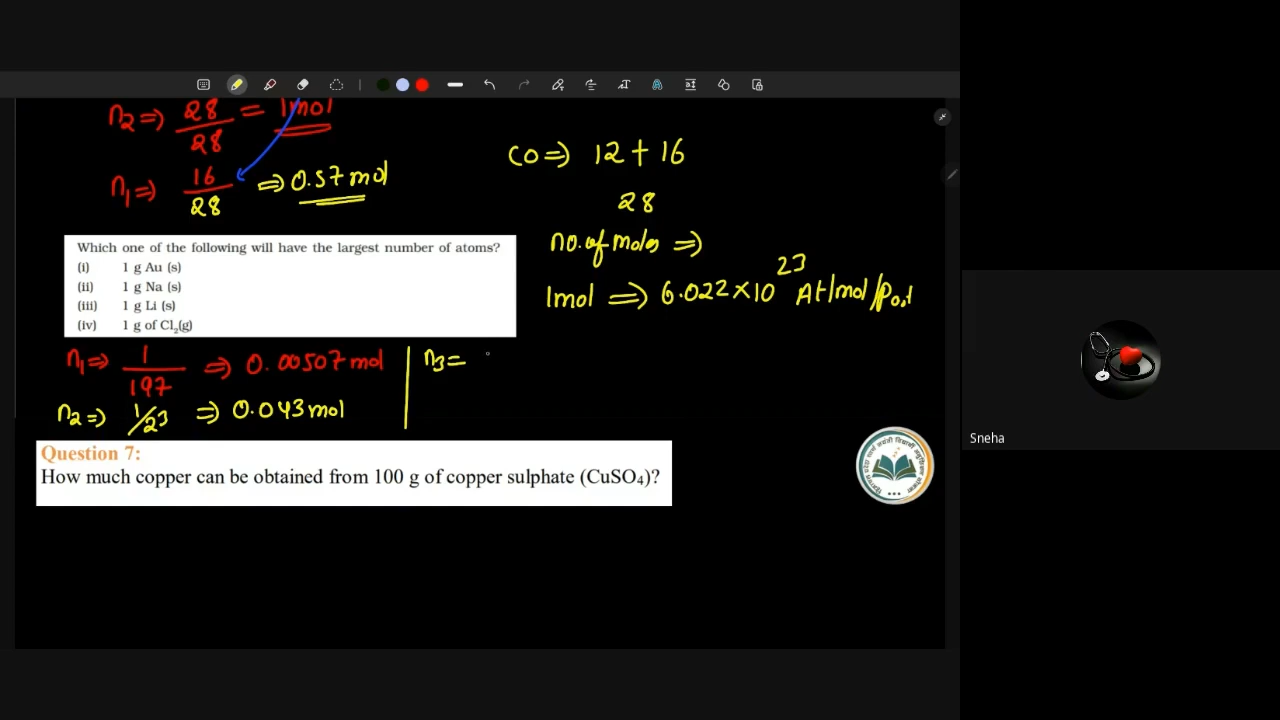 n2 => 28/28 = 1mol
n1 => 16/28 => 0.57 mol
CO => 12 + 16
28
no. of moles =>
1mol => 6.022 × 10^23 At/mol/
Which one of the following will have the largest number of atoms?
(i) 1 g Au (s)
(ii) 1 g Na (s)
(iii) 1 g Li (s)
(iv) 1 g of Cl₂(g)
n1 => 1/197 => 0.00507 mol
n2 => 1/23 => 0.043 mol
n3 =
Question 7:
How much copper can be obtained from 100 g of copper sulphate (CuSO₄)?
Sneha